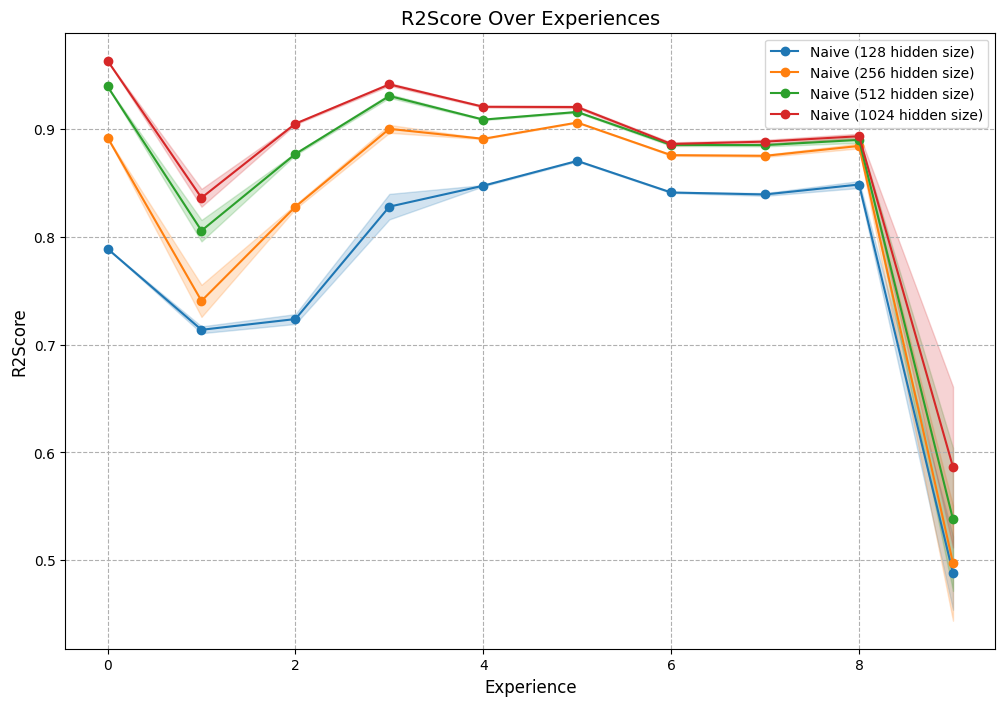 R2Score Over Experiences
Naive (128 hidden size)
Naive (256 hidden size)
Naive (512 hidden size)
Naive (1024 hidden size)
R2Score
0.9
0.8
0.7
0.6
0.5
0 2 4 6 8
Experience